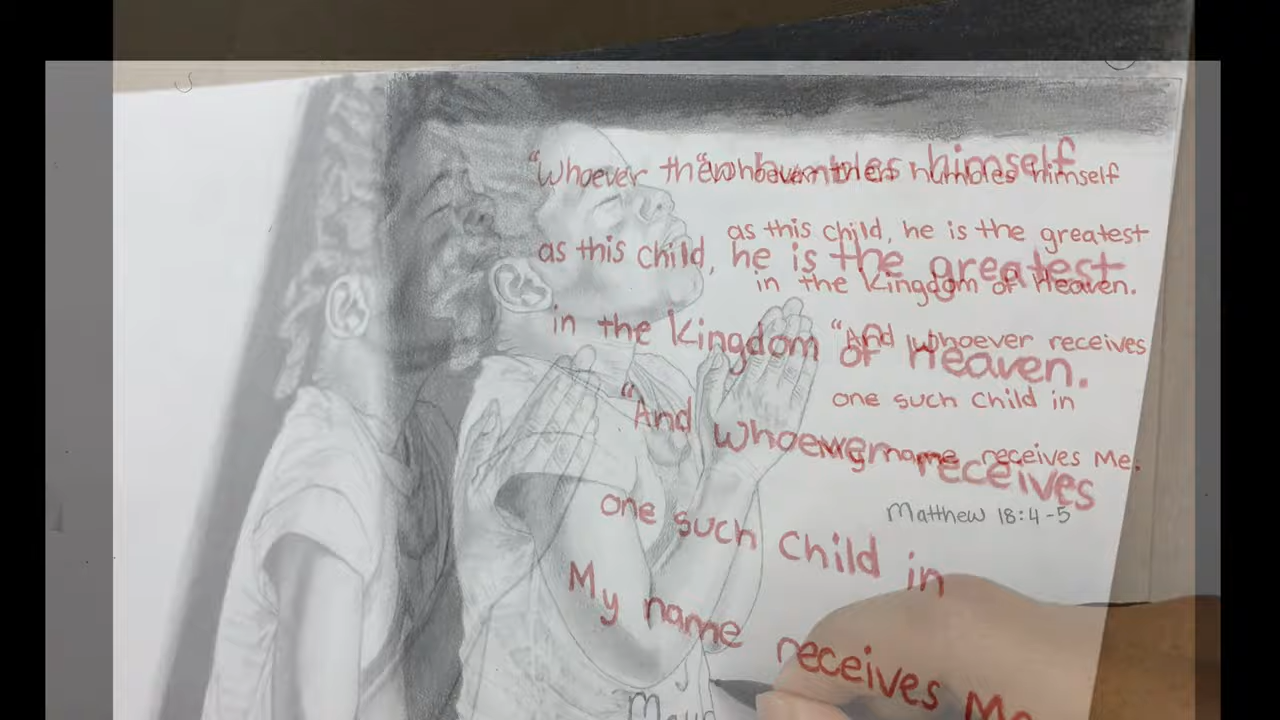 "Whoever then humbles himself
as this child, he is the greatest
in the Kingdom of Heaven.
"And whoever receives
one such Child in
My name receives Me
"Whoever then humbles himself
as this child, he is the greatest
in the Kingdom of Heaven.
"And whoever receives
one such Child in
My name receives Me.
Matthew 18:4-5